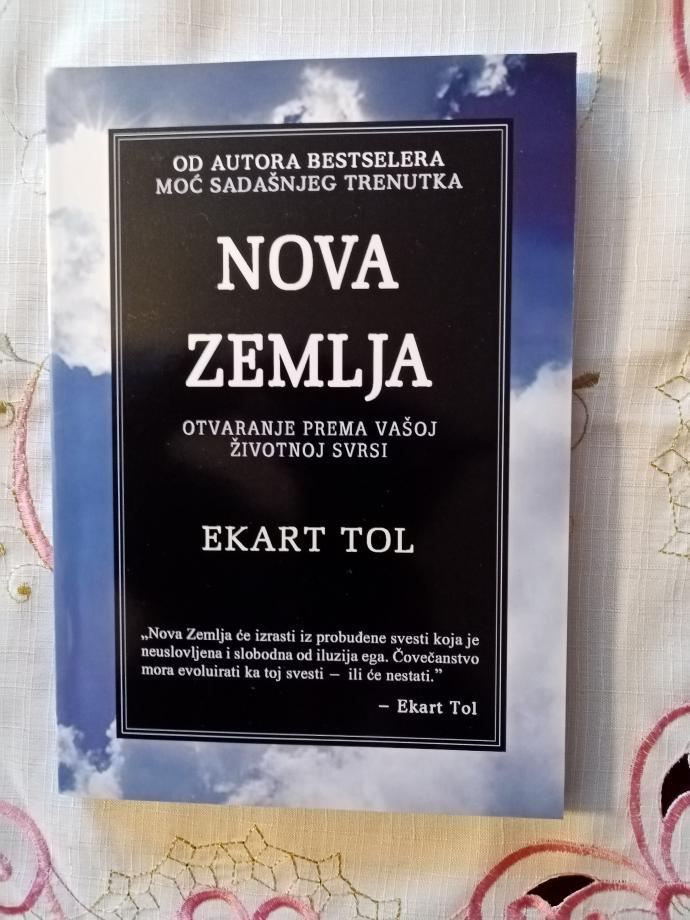 OD AUTORA BESTSELERA
MOĆ SADAŠNJEG TRENUTKA
NOVA
ZEMLJA
OTVARANJE PREMA VAŠOJ
ŽIVOTNOJ SVRSI
EKART TOL
„Nova Zemlja će izrasti iz probuđene svesti koja je
neuslovljena i slobodna od iluzija ega. Čovečanstvo
mora evoluirati ka toj svesti – ili će nestati.”
– Ekart Tol